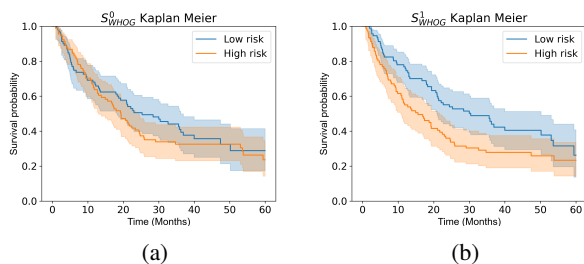 S⁰_WHOG Kaplan Meier
Low risk
High risk
Survival probability
1.0
0.8
0.6
0.4
0.2
0.0
0 10 20 30 40 50 60
Time (Months)
(a)
S¹_WHOG Kaplan Meier
Low risk
High risk
Survival probability
1.0
0.8
0.6
0.4
0.2
0.0
0 10 20 30 40 50 60
Time (Months)
(b)